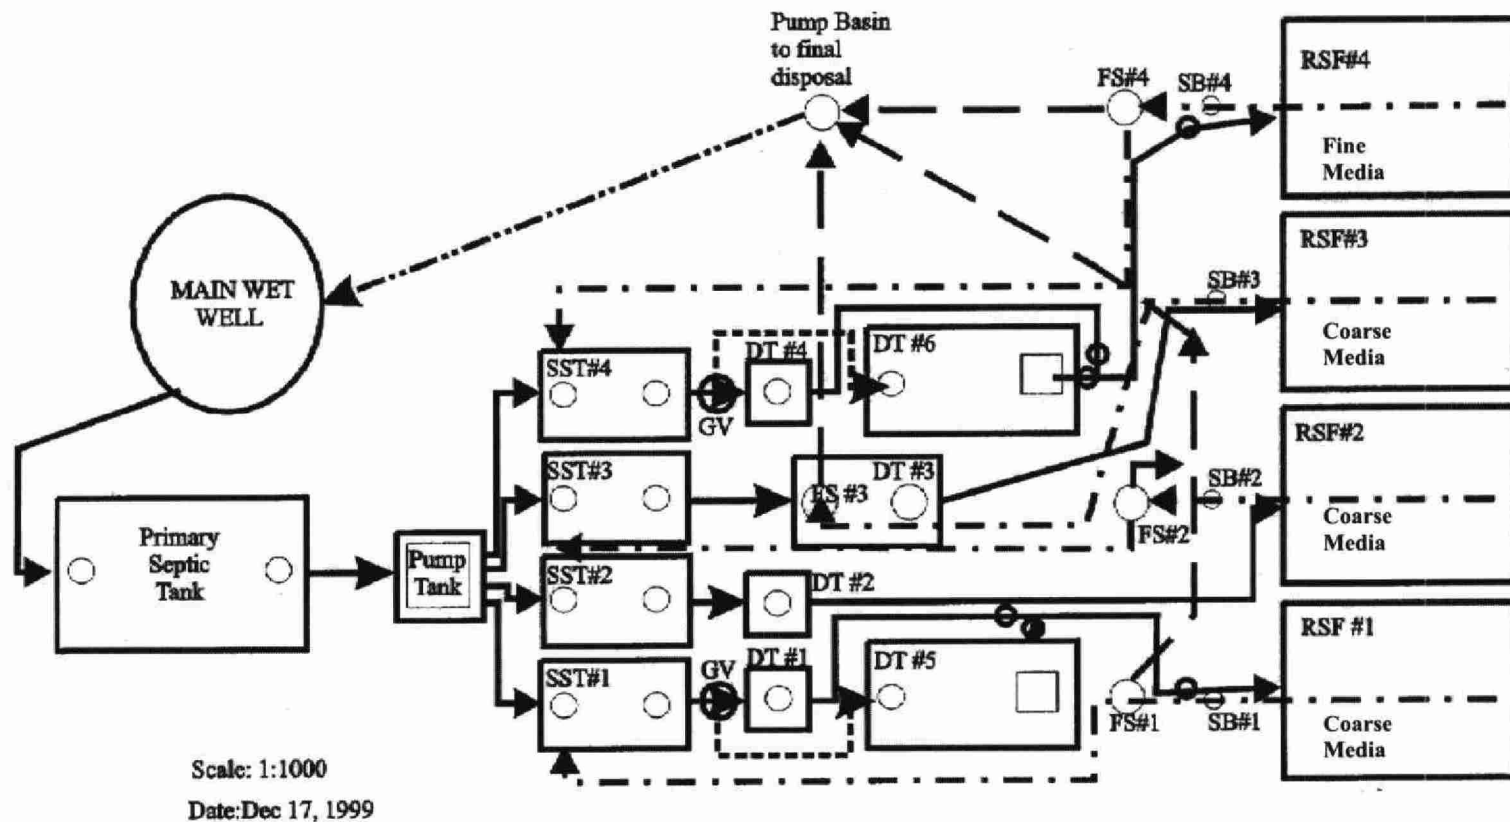 Pump Basin
to final
disposal
FS#4
SB#4
RSF#4
Fine
Media
RSF#3
SB#3
Coarse
Media
MAIN WET
WELL
SST#4
GV
DT #4
DT #6
RSF#2
SB#2
Coarse
Media
SST#3
FS #3
DT #3
FS#2
Primary
Septic
Tank
Pump
Tank
SST#2
DT #2
RSF #1
SST#1
GV
DT #1
DT #5
FS#1
SB#1
Coarse
Media
Scale: 1:1000
Date:Dec 17, 1999